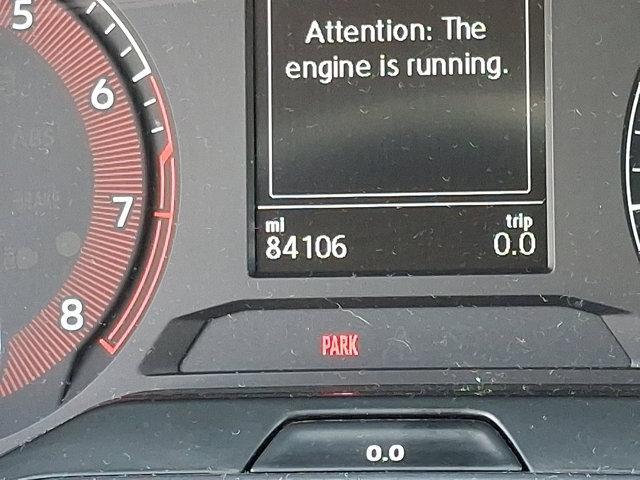 5
Attention: The
engine is running.
6
7
mi trip
84106 0.0
8
PARK
0.0